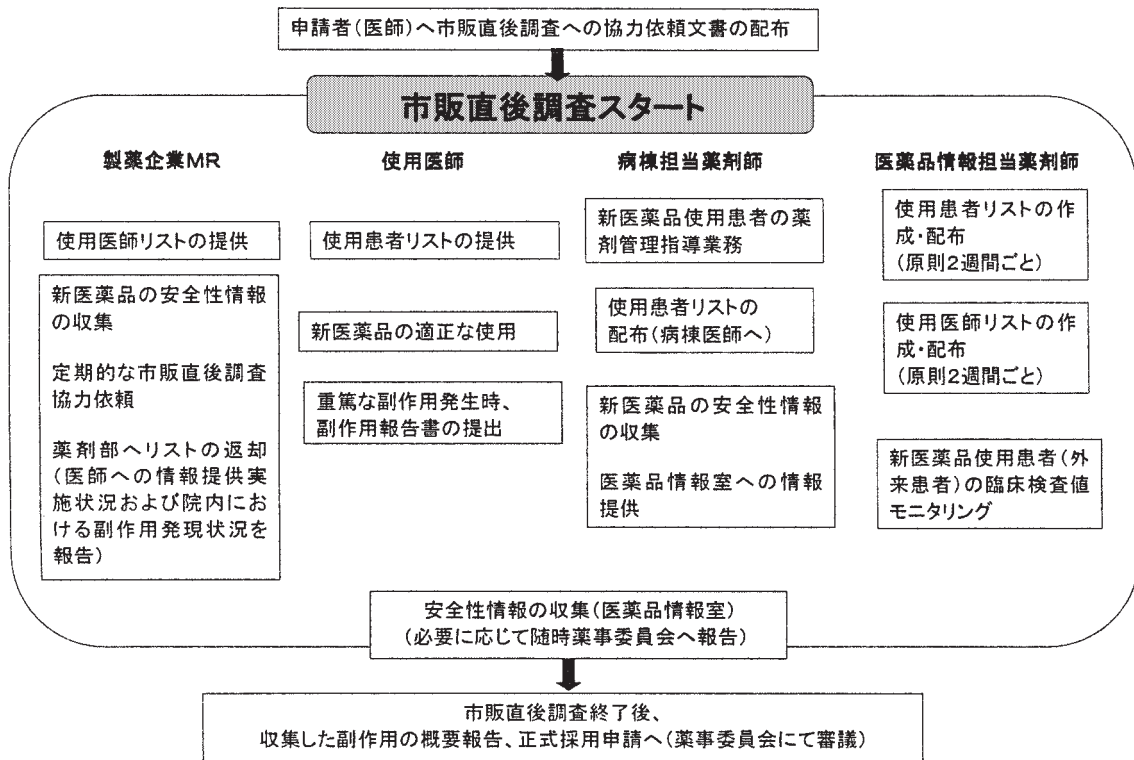 申請者(医師)へ市販直後調査への協力依頼文書の配布
市販直後調査スタート
製薬企業MR
使用医師リストの提供
新医薬品の安全性情報
の収集
定期的な市販直後調査
協力依頼
薬剤部へリストの返却
(医師への情報提供実
施状況および院内にお
ける副作用発現状況を
報告)
使用医師
使用患者リストの提供
新医薬品の適正な使用
重篤な副作用発生時、
副作用報告書の提出
病棟担当薬剤師
新医薬品使用患者の薬
剤管理指導業務
使用患者リストの
配布(病棟医師へ)
新医薬品の安全性情報
の収集
医薬品情報室への情報
提供
医薬品情報担当薬剤師
使用患者リストの作
成・配布
(原則2週間ごと)
使用医師リストの作
成・配布
(原則2週間ごと)
新医薬品使用患者(外
来患者)の臨床検査値
モニタリング
安全性情報の収集(医薬品情報室)
(必要に応じて随時薬事委員会へ報告)
市販直後調査終了後、
収集した副作用の概要報告、正式採用申請へ(薬事委員会にて審議)